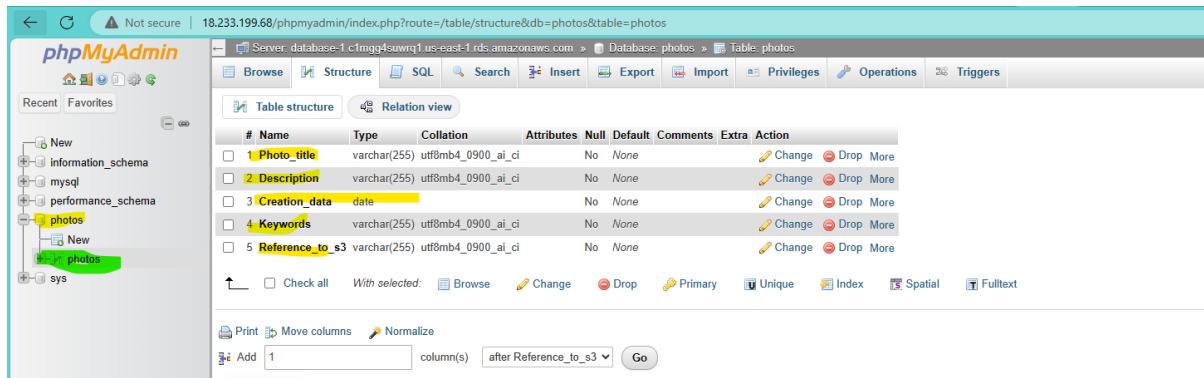 Not secure 18.233.199.68/phpmyadmin/index.php?route=/table/structure&db=photos&table=photos
phpMyAdmin
Recent Favorites
New
information_schema
mysql
performance_schema
photos
New
photos
sys
Server: database-1.c1mgg4suwrq1.us-east-1.rds.amazonaws.com » Database: photos » Table: photos
Browse Structure SQL Search Insert Export Import Privileges Operations Triggers
Table structure Relation view
# Name Type Collation Attributes Null Default Comments Extra Action
1 Photo_title varchar(255) utf8mb4_0900_ai_ci No None Change Drop More
2 Description varchar(255) utf8mb4_0900_ai_ci No None Change Drop More
3 Creation_data date No None Change Drop More
4 Keywords varchar(255) utf8mb4_0900_ai_ci No None Change Drop More
5 Reference_to_s3 varchar(255) utf8mb4_0900_ai_ci No None Change Drop More
Check all With selected: Browse Change Drop Primary Unique Index Spatial Fulltext
Print Move columns Normalize
Add 1 column(s) after Reference_to_s3 Go